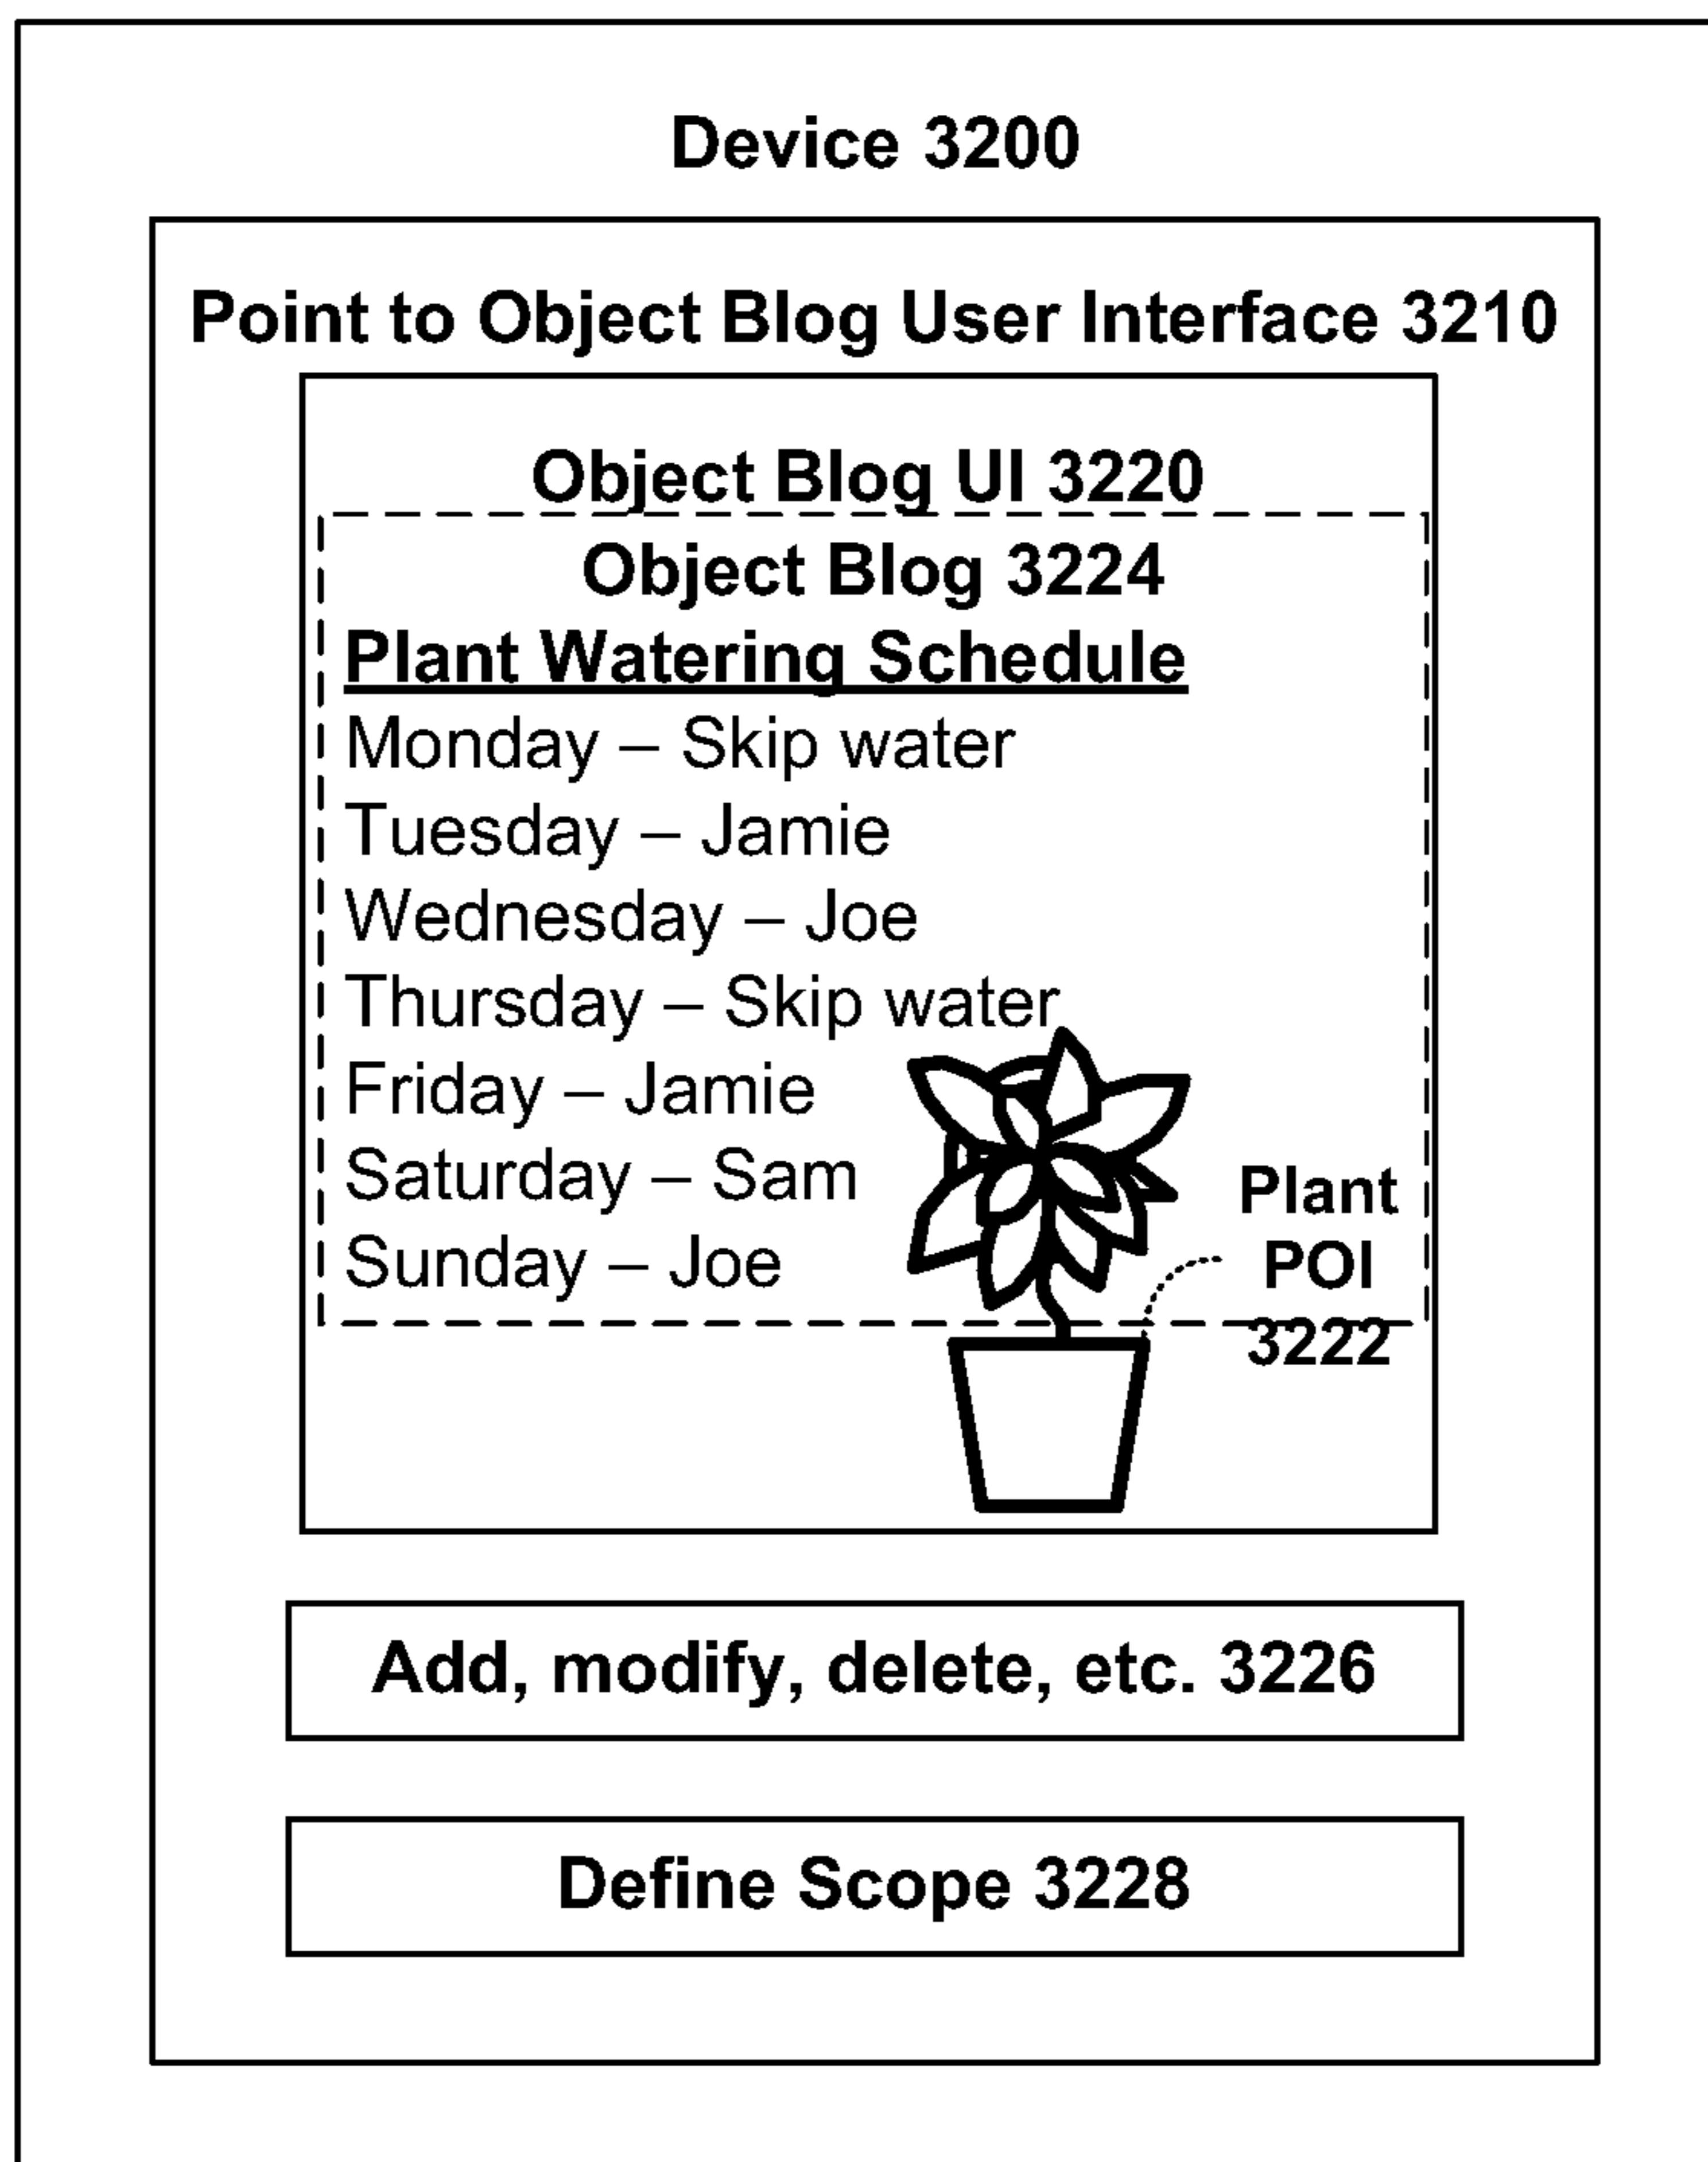 Device 3200
Point to Object Blog User Interface 3210
Object Blog UI 3220
Object Blog 3224
Plant Watering Schedule
Monday – Skip water
Tuesday – Jamie
Wednesday – Joe
Thursday – Skip water
Friday – Jamie
Saturday – Sam
Sunday – Joe
Plant
POI
3222
Add, modify, delete, etc. 3226
Define Scope 3228